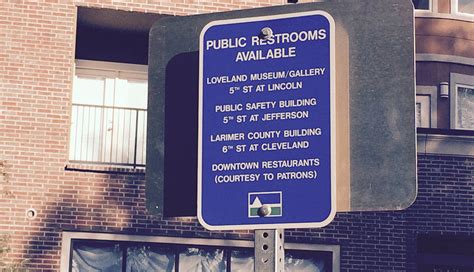 PUBLIC RESTROOMS
AVAILABLE
LOVELAND MUSEUM/GALLERY
5TH ST AT LINCOLN
PUBLIC SAFETY BUILDING
5TH ST AT JEFFERSON
LARIMER COUNTY BUILDING
6TH ST AT CLEVELAND
DOWNTOWN RESTAURANTS
(COURTESY TO PATRONS)